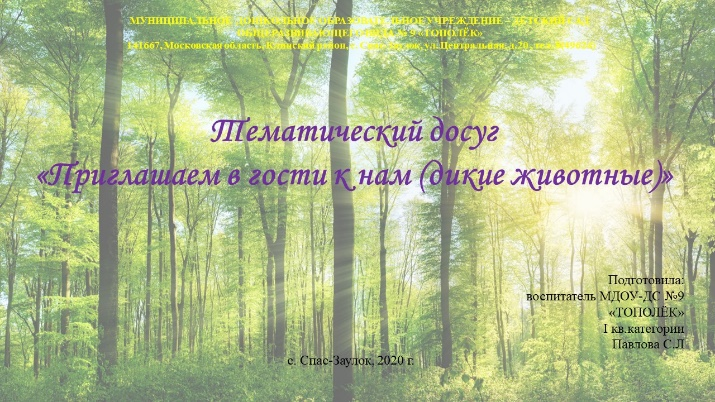 МУНИЦИПАЛЬНОЕ ДОШКОЛЬНОЕ ОБРАЗОВАТЕЛЬНОЕ УЧРЕЖДЕНИЕ – ДЕТСКИЙ САД
ОБЩЕРАЗВИВАЮЩЕГО ВИДА № 9 «ТОПОЛЁК»
141667, Московская область, Клинский район, с. Спас-Заулок, ул. Центральная, д.20,
Тематический досуг
«Приглашаем в гости к нам (дикие животные)»
Подготовила:
воспитатель МДОУ-ДС №9
«ТОПОЛЁК»
I кв.категории
Павлова С.Л
с. Спас-Заулок, 2020 г.